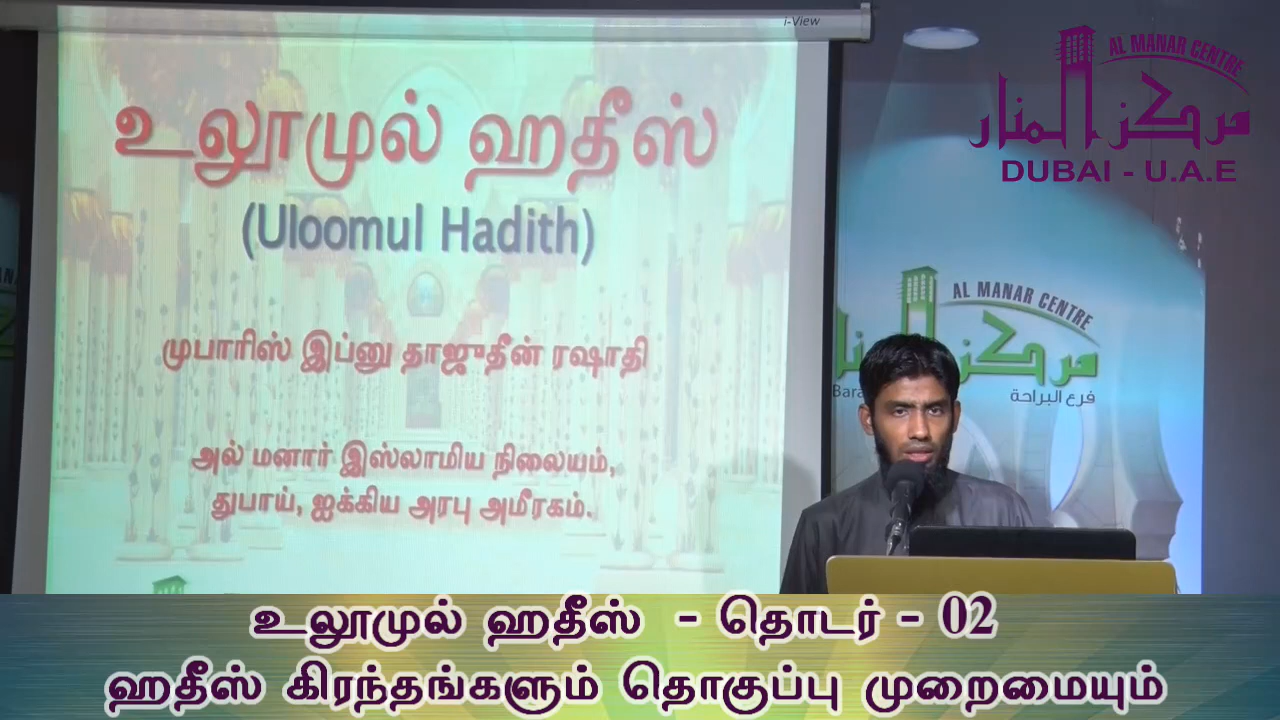 i-View
உலூமுல் ஹதீஸ்
(Uloomul Hadith)
முபாரிஸ் இப்னு தாஜுதீன் ரஷாதி
அல் மனார் இஸ்லாமிய நிலையம்,
துபாய், ஐக்கிய அரபு அமீரகம்.
AL MANAR CENTRE
مركز المنار
DUBAI - U.A.E
AL MANAR CENTRE
مركز
فرع البراحة
Bara
உலூமுல் ஹதீஸ் - தொடர் - 02
ஹதீஸ் கிரந்தங்களும் தொகுப்பு முறைமையும்